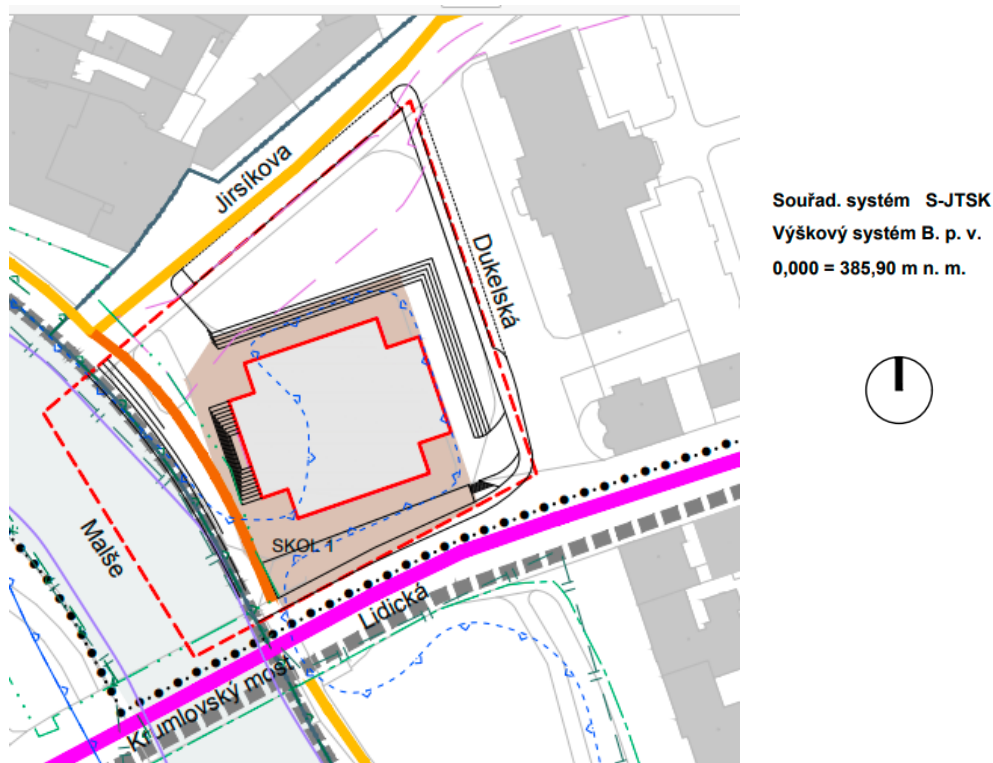 Jirsíkova
Dukelská
SKOL 1
Malše
Lidická
Krumlovský most
Souřad. systém S-JTSK
Výškový systém B. p. v.
0,000 = 385,90 m n. m.